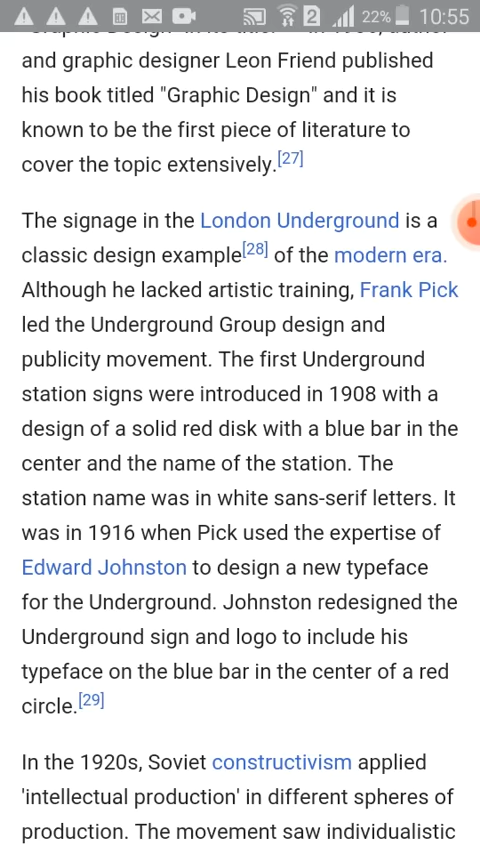 2 22% 10:55
and graphic designer Leon Friend published
his book titled "Graphic Design" and it is
known to be the first piece of literature to
cover the topic extensively.[27]
The signage in the London Underground is a
classic design example[28] of the modern era.
Although he lacked artistic training, Frank Pick
led the Underground Group design and
publicity movement. The first Underground
station signs were introduced in 1908 with a
design of a solid red disk with a blue bar in the
center and the name of the station. The
station name was in white sans-serif letters. It
was in 1916 when Pick used the expertise of
Edward Johnston to design a new typeface
for the Underground. Johnston redesigned the
Underground sign and logo to include his
typeface on the blue bar in the center of a red
circle.[29]
In the 1920s, Soviet constructivism applied
'intellectual production' in different spheres of
production. The movement saw individualistic